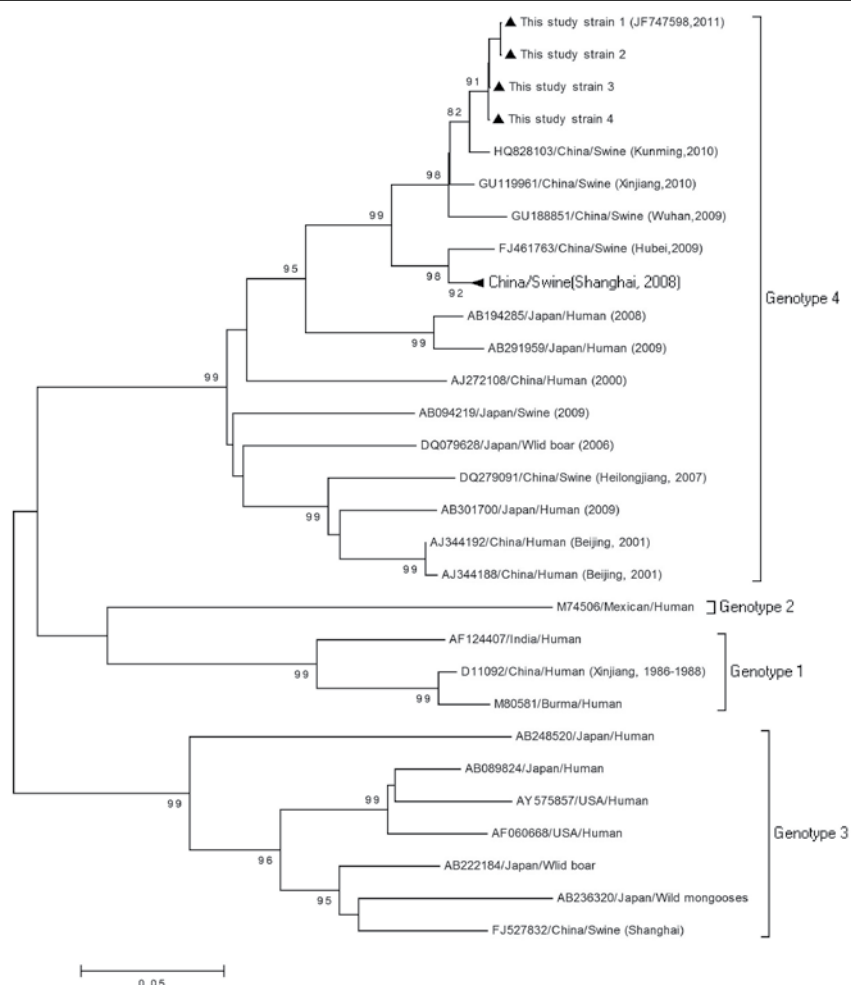 ▲ This study strain 1 (JF747598,2011)
▲ This study strain 2
91
▲ This study strain 3
82
▲ This study strain 4
HQ828103/China/Swine (Kunming,2010)
98
GU119961/China/Swine (Xinjiang,2010)
99
GU188851/China/Swine (Wuhan,2009)
FJ461763/China/Swine (Hubei,2009)
95
98
China/Swine(Shanghai, 2008)
92
Genotype 4
AB194285/Japan/Human (2008)
99
AB291959/Japan/Human (2009)
99
AJ272108/China/Human (2000)
AB094219/Japan/Swine (2009)
DQ079628/Japan/Wlid boar (2006)
DQ279091/China/Swine (Heilongjiang, 2007)
99
AB301700/Japan/Human (2009)
AJ344192/China/Human (Beijing, 2001)
99
AJ344188/China/Human (Beijing, 2001)
M74506/Mexican/Human
Genotype 2
AF124407/India/Human
99
D11092/China/Human (Xinjiang, 1986-1988)
Genotype 1
99
M80581/Burma/Human
AB248520/Japan/Human
99
AB089824/Japan/Human
99
AY575857/USA/Human
AF060668/USA/Human
Genotype 3
96
AB222184/Japan/Wlid boar
95
AB236320/Japan/Wild mongooses
FJ527832/China/Swine (Shanghai)
0.05